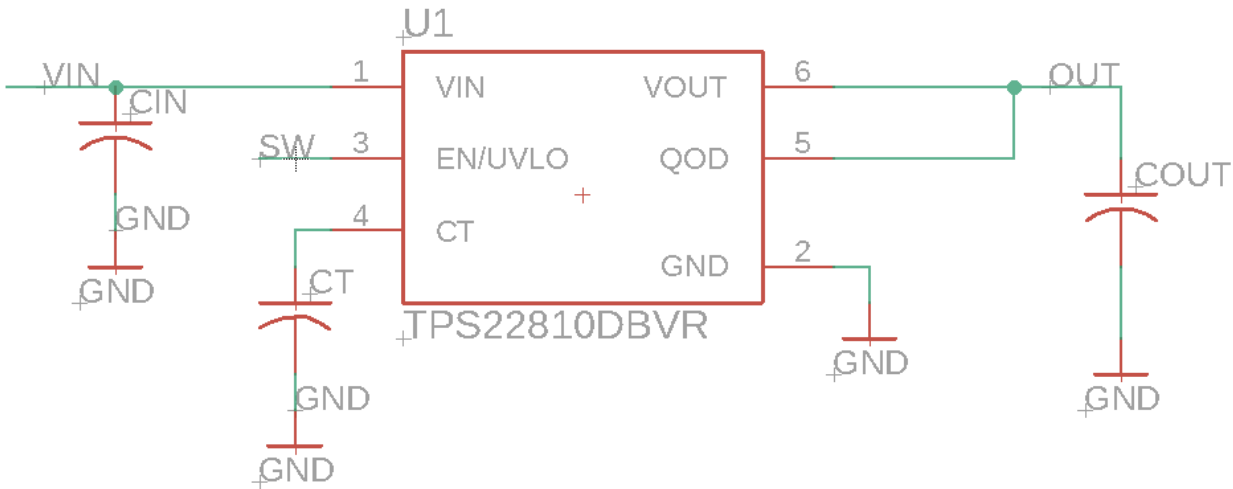 U1
VIN
CIN
GND
GND
SW
1
3
4
VIN
EN/UVLO
CT
VOUT
QOD
GND
6
5
2
TPS22810DBVR
CT
GND
GND
GND
OUT
COUT
GND